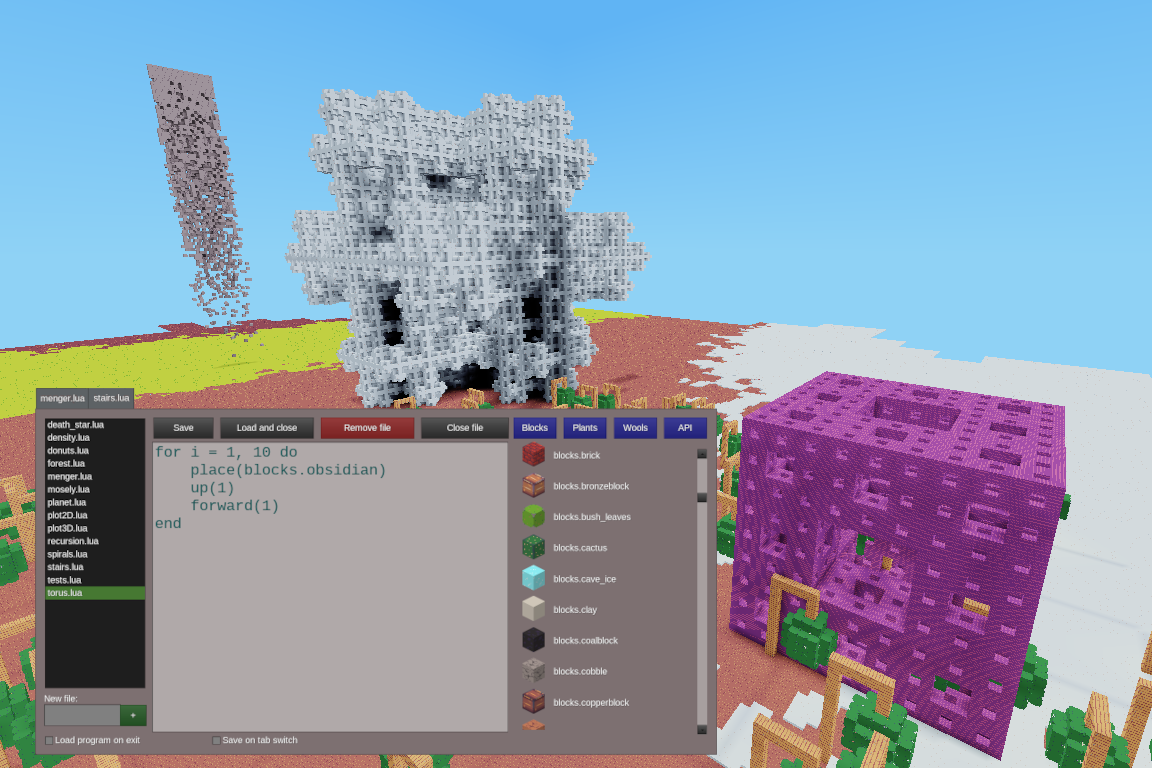 menger.lua stairs.lua
death_star.lua
density.lua
donuts.lua
forest.lua
menger.lua
mosely.lua
planet.lua
plot2D.lua
plot3D.lua
recursion.lua
spirals.lua
stairs.lua
tests.lua
torus.lua
New file:
+
Load program on exit
Save on tab switch
Save Load and close Remove file Close file Blocks Plants Wools API
for i = 1, 10 do
    place(blocks.obsidian)
    up(1)
    forward(1)
end
blocks.brick
blocks.bronzeblock
blocks.bush_leaves
blocks.cactus
blocks.cave_ice
blocks.clay
blocks.coalblock
blocks.cobble
blocks.copperblock